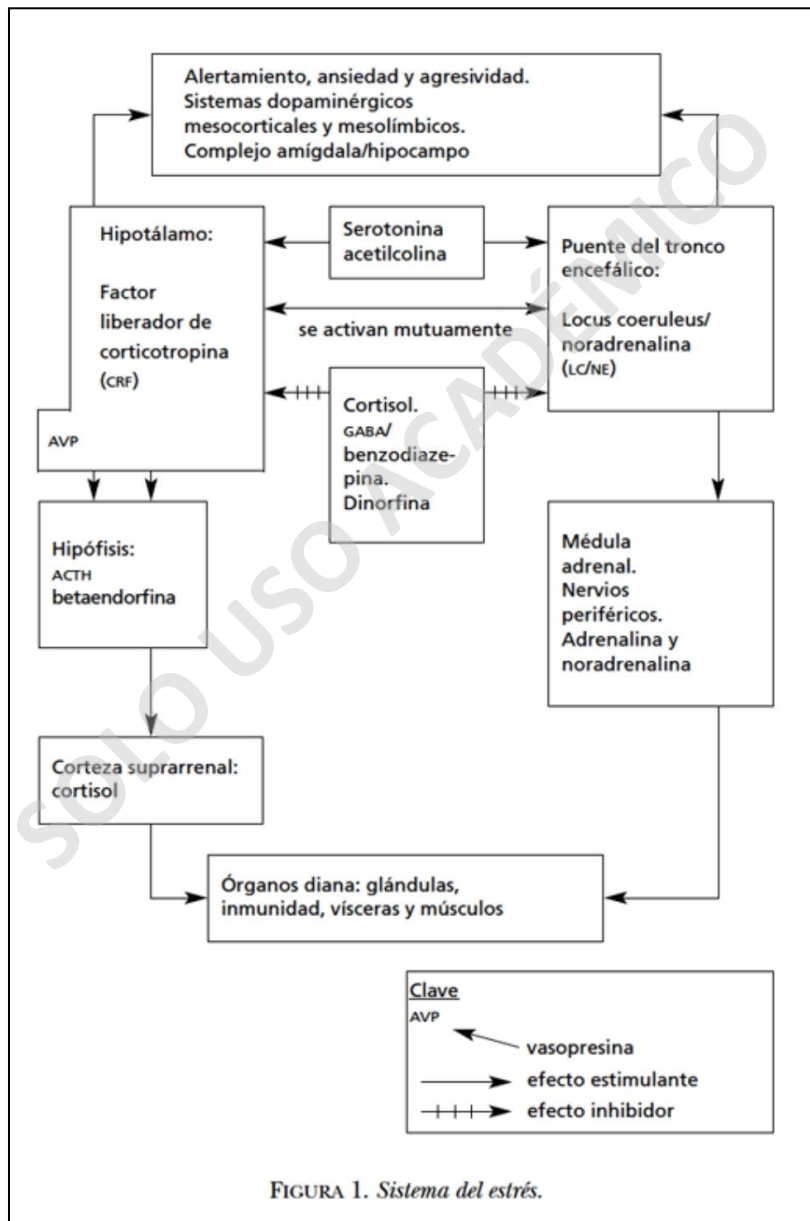 Alertamiento, ansiedad y agresividad.
Sistemas dopaminérgicos
mesocorticales y mesolímbicos.
Complejo amígdala/hipocampo
Hipotálamo:
Factor
liberador de
corticotropina
(CRF)
AVP
Serotonina
acetilcolina
se activan mutuamente
Cortisol.
GABA/
benzodiaze-
pina.
Dinorfina
Puente del tronco
encefálico:
Locus coeruleus/
noradrenalina
(LC/NE)
Hipófisis:
ACTH
betaendorfina
Médula
adrenal.
Nervios
periféricos.
Adrenalina y
noradrenalina
Corteza suprarrenal:
cortisol
Órganos diana: glándulas,
inmunidad, vísceras y músculos
Clave
AVP
vasopresina
efecto estimulante
efecto inhibidor
FIGURA 1. Sistema del estrés.
SOLO USO ACADÉMICO